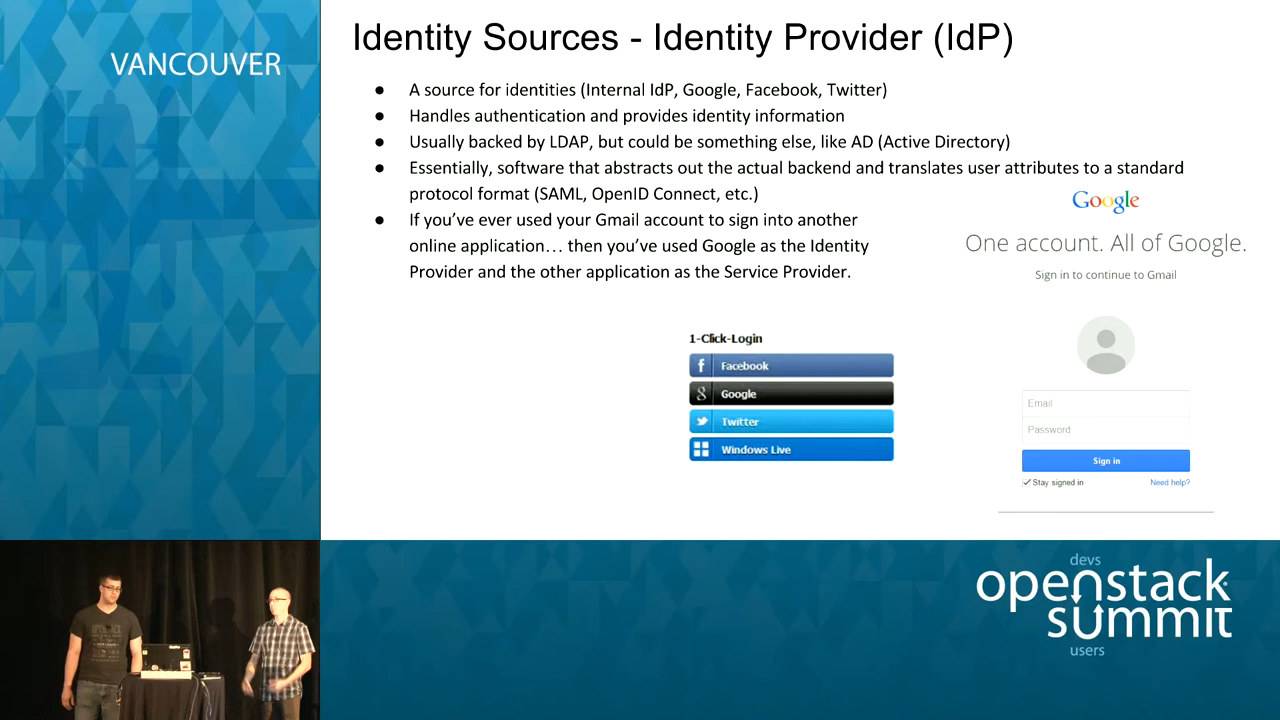 VANCOUVER
Identity Sources - Identity Provider (IdP)
● A source for identities (Internal IdP, Google, Facebook, Twitter)
● Handles authentication and provides identity information
● Usually backed by LDAP, but could be something else, like AD (Active Directory)
● Essentially, software that abstracts out the actual backend and translates user attributes to a standard
protocol format (SAML, OpenID Connect, etc.)
● If you’ve ever used your Gmail account to sign into another
online application… then you’ve used Google as the Identity
Provider and the other application as the Service Provider.
Google
One account. All of Google.
Sign in to continue to Gmail
1-Click-Login
f Facebook
8 Google
Twitter
Windows Live
Email
Password
Sign in
Stay signed in Need help?
devs
openstack
summit
users